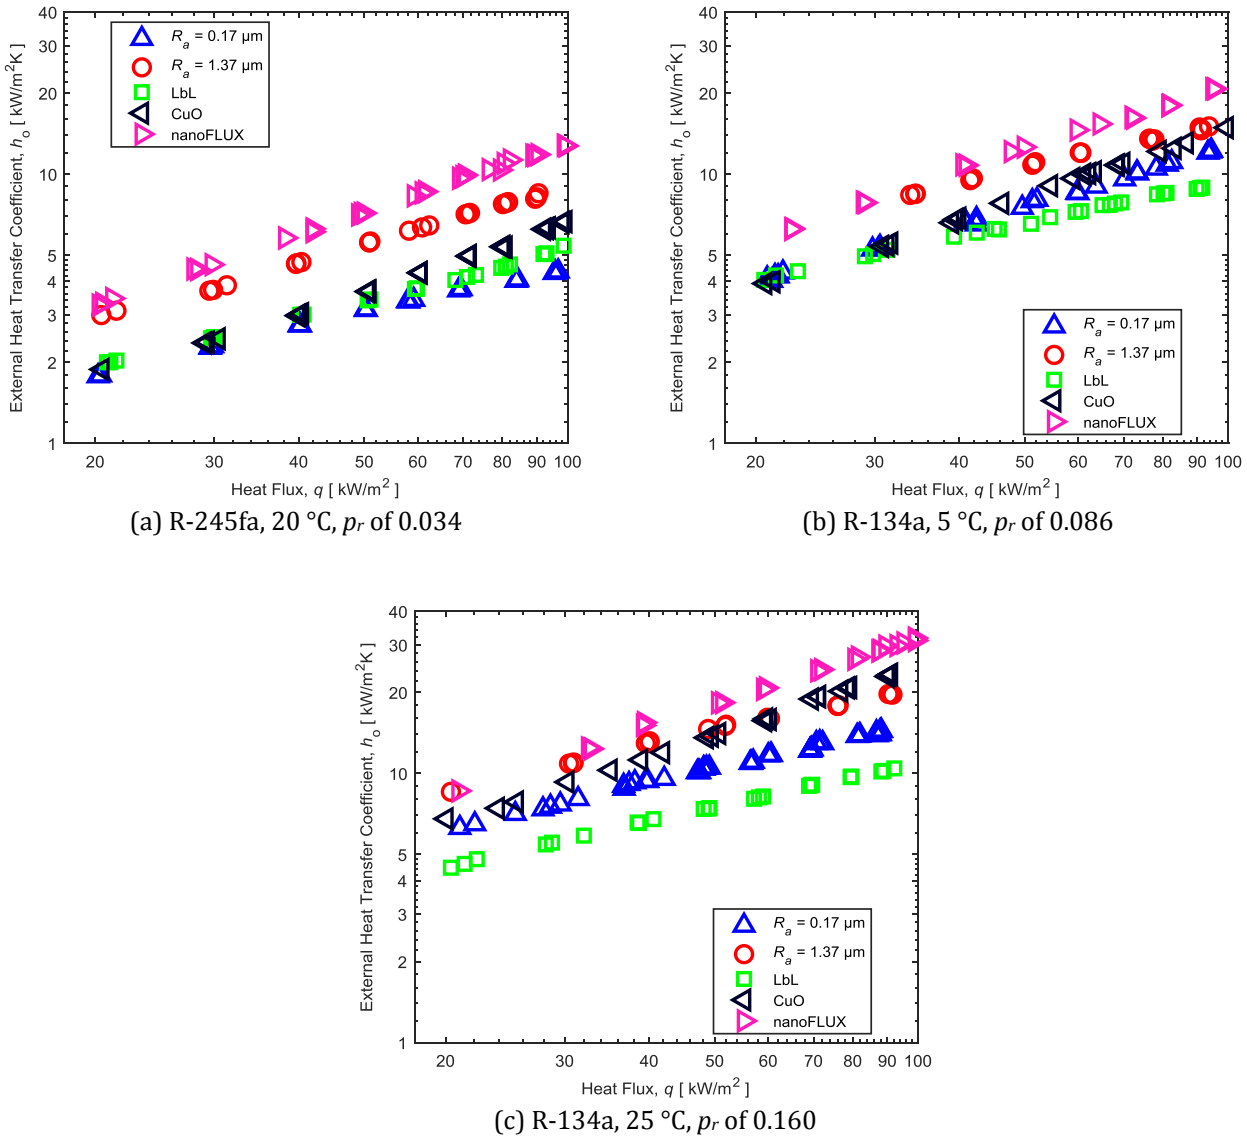 40
30
20
10
5
4
3
2
1
External Heat Transfer Coefficient, hₒ [ kW/m²K ]
Rₐ = 0.17 µm
Rₐ = 1.37 µm
LbL
CuO
nanoFLUX
20 30 40 50 60 70 80 90 100
Heat Flux, q [ kW/m² ]
(a) R-245fa, 20 °C, pᵣ of 0.034
40
30
20
10
5
4
3
2
1
External Heat Transfer Coefficient, hₒ [ kW/m²K ]
Rₐ = 0.17 µm
Rₐ = 1.37 µm
LbL
CuO
nanoFLUX
20 30 40 50 60 70 80 90 100
Heat Flux, q [ kW/m² ]
(b) R-134a, 5 °C, pᵣ of 0.086
40
30
20
10
5
4
3
2
1
External Heat Transfer Coefficient, hₒ [ kW/m²K ]
Rₐ = 0.17 µm
Rₐ = 1.37 µm
LbL
CuO
nanoFLUX
20 30 40 50 60 70 80 90 100
Heat Flux, q [ kW/m² ]
(c) R-134a, 25 °C, pᵣ of 0.160